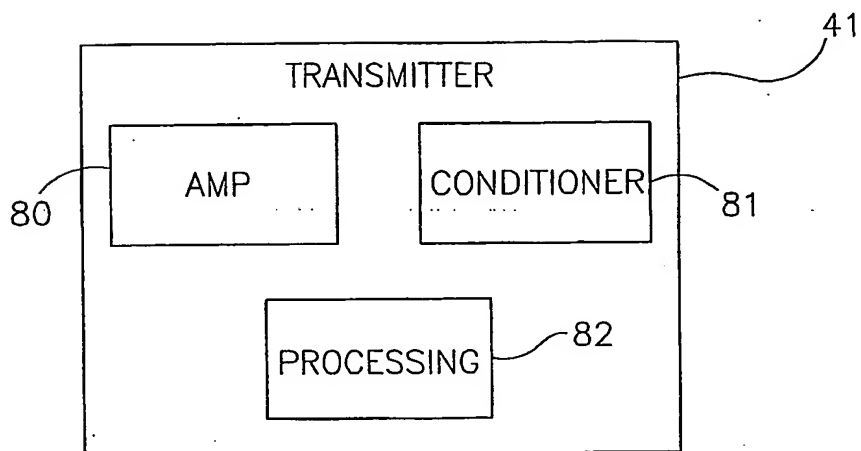 41
TRANSMITTER
AMP
CONDITIONER
80
81
PROCESSING
82